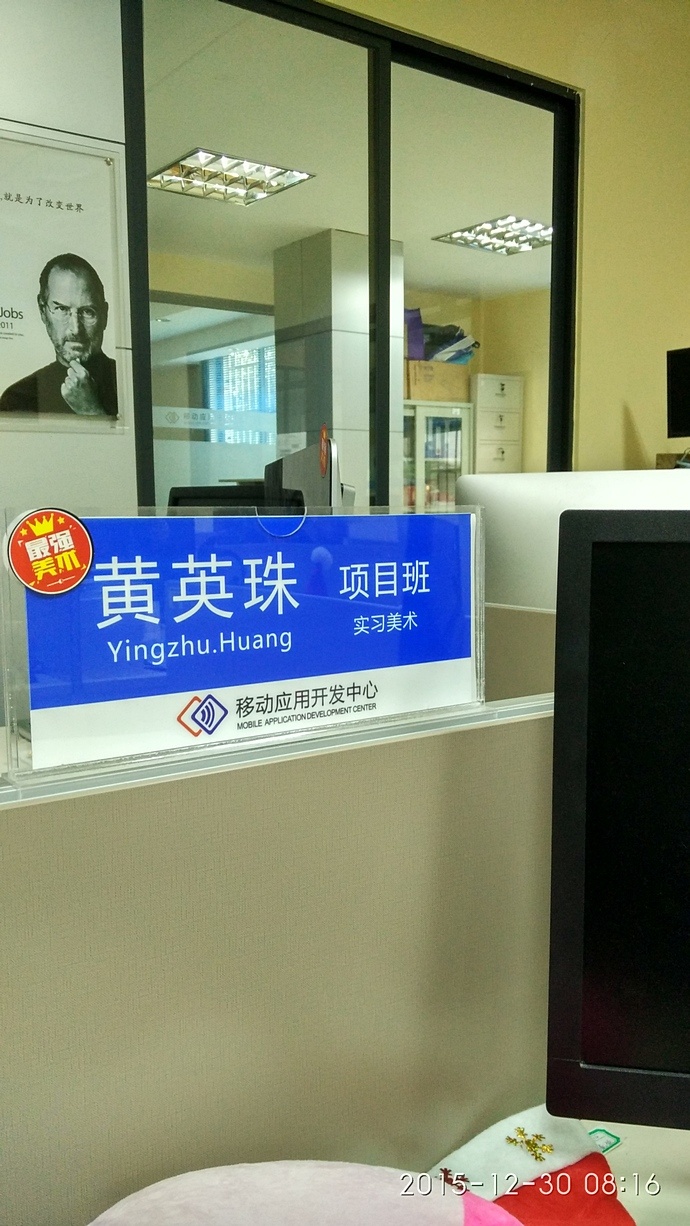 就是为了改变世界
Jobs
2011
最强
美术
黄英珠
Yingzhu.Huang
项目班
实习美术
移动应用开发中心
MOBILE APPLICATION DEVELOPMENT CENTER
2015-12-30 08:16